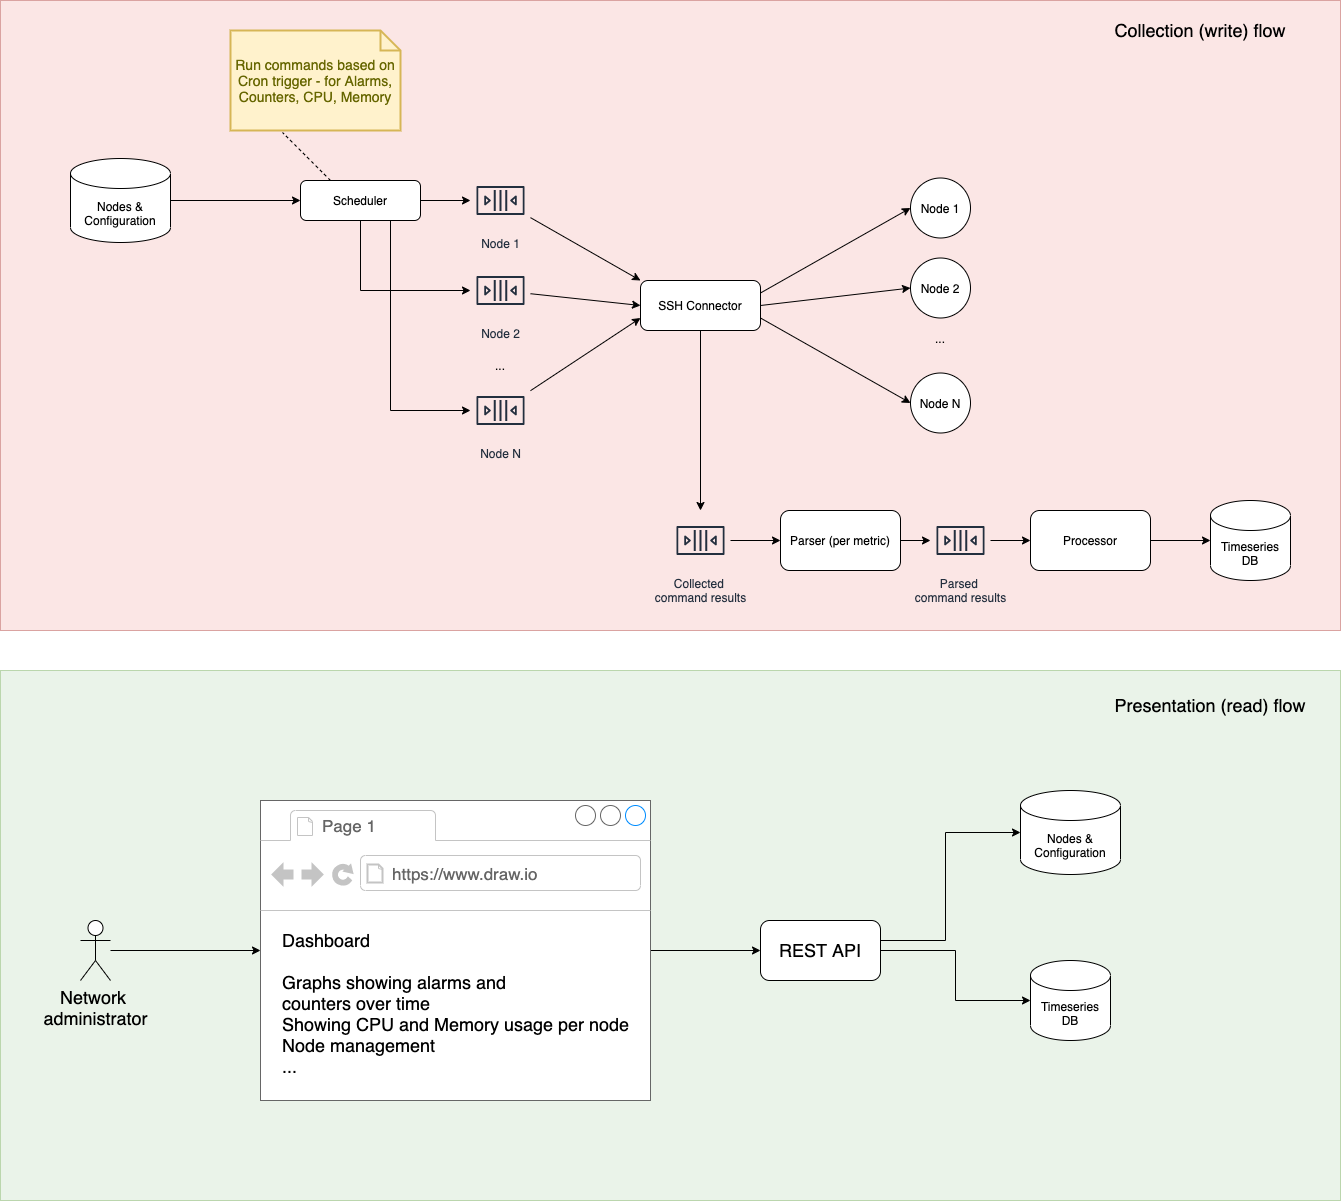 Collection (write) flow
Run commands based on
Cron trigger - for Alarms,
Counters, CPU, Memory
Nodes &
Configuration
Scheduler
Node 1
Node 2
...
Node N
SSH Connector
Node 1
Node 2
...
Node N
Collected
command results
Parser (per metric)
Parsed
command results
Processor
Timeseries
DB
Presentation (read) flow
Network
administrator
Page 1
https://www.draw.io
Dashboard
Graphs showing alarms and
counters over time
Showing CPU and Memory usage per node
Node management
...
REST API
Nodes &
Configuration
Timeseries
DB